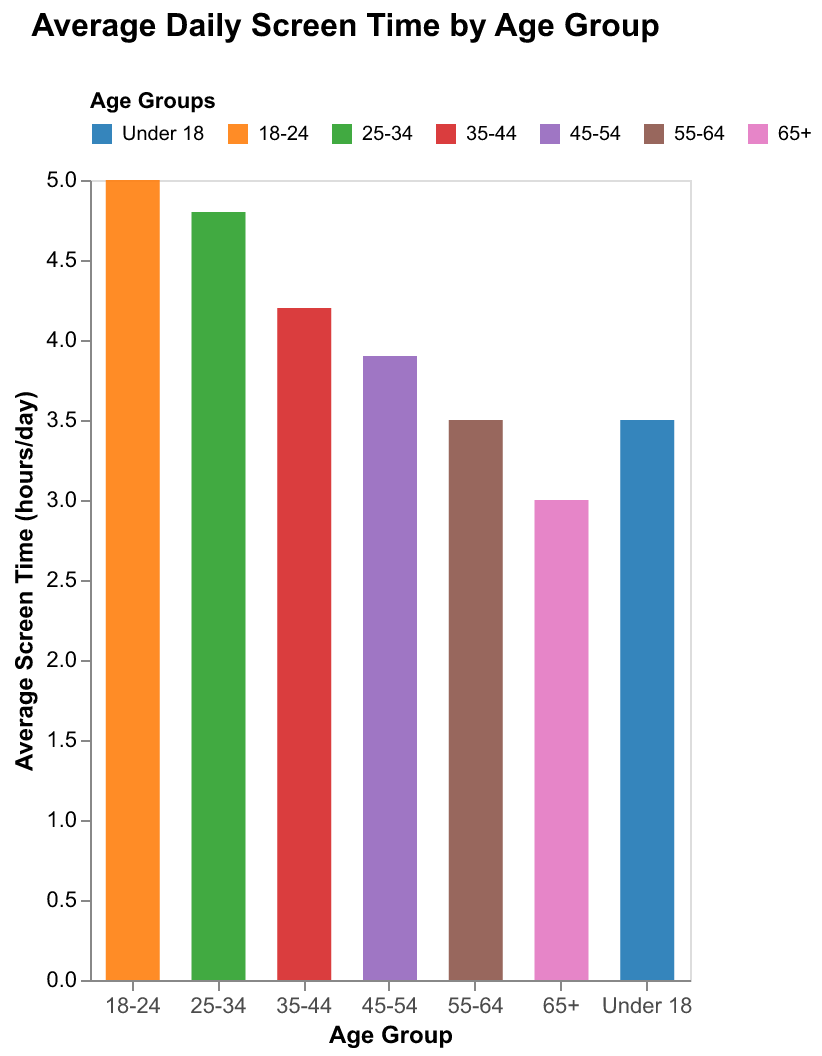 Average Daily Screen Time by Age Group
Age Groups
Under 18 18-24 25-34 35-44 45-54 55-64 65+
5.0
4.5
4.0
3.5
3.0
2.5
2.0
1.5
1.0
0.5
0.0
Average Screen Time (hours/day)
18-24 25-34 35-44 45-54 55-64 65+ Under 18
Age Group